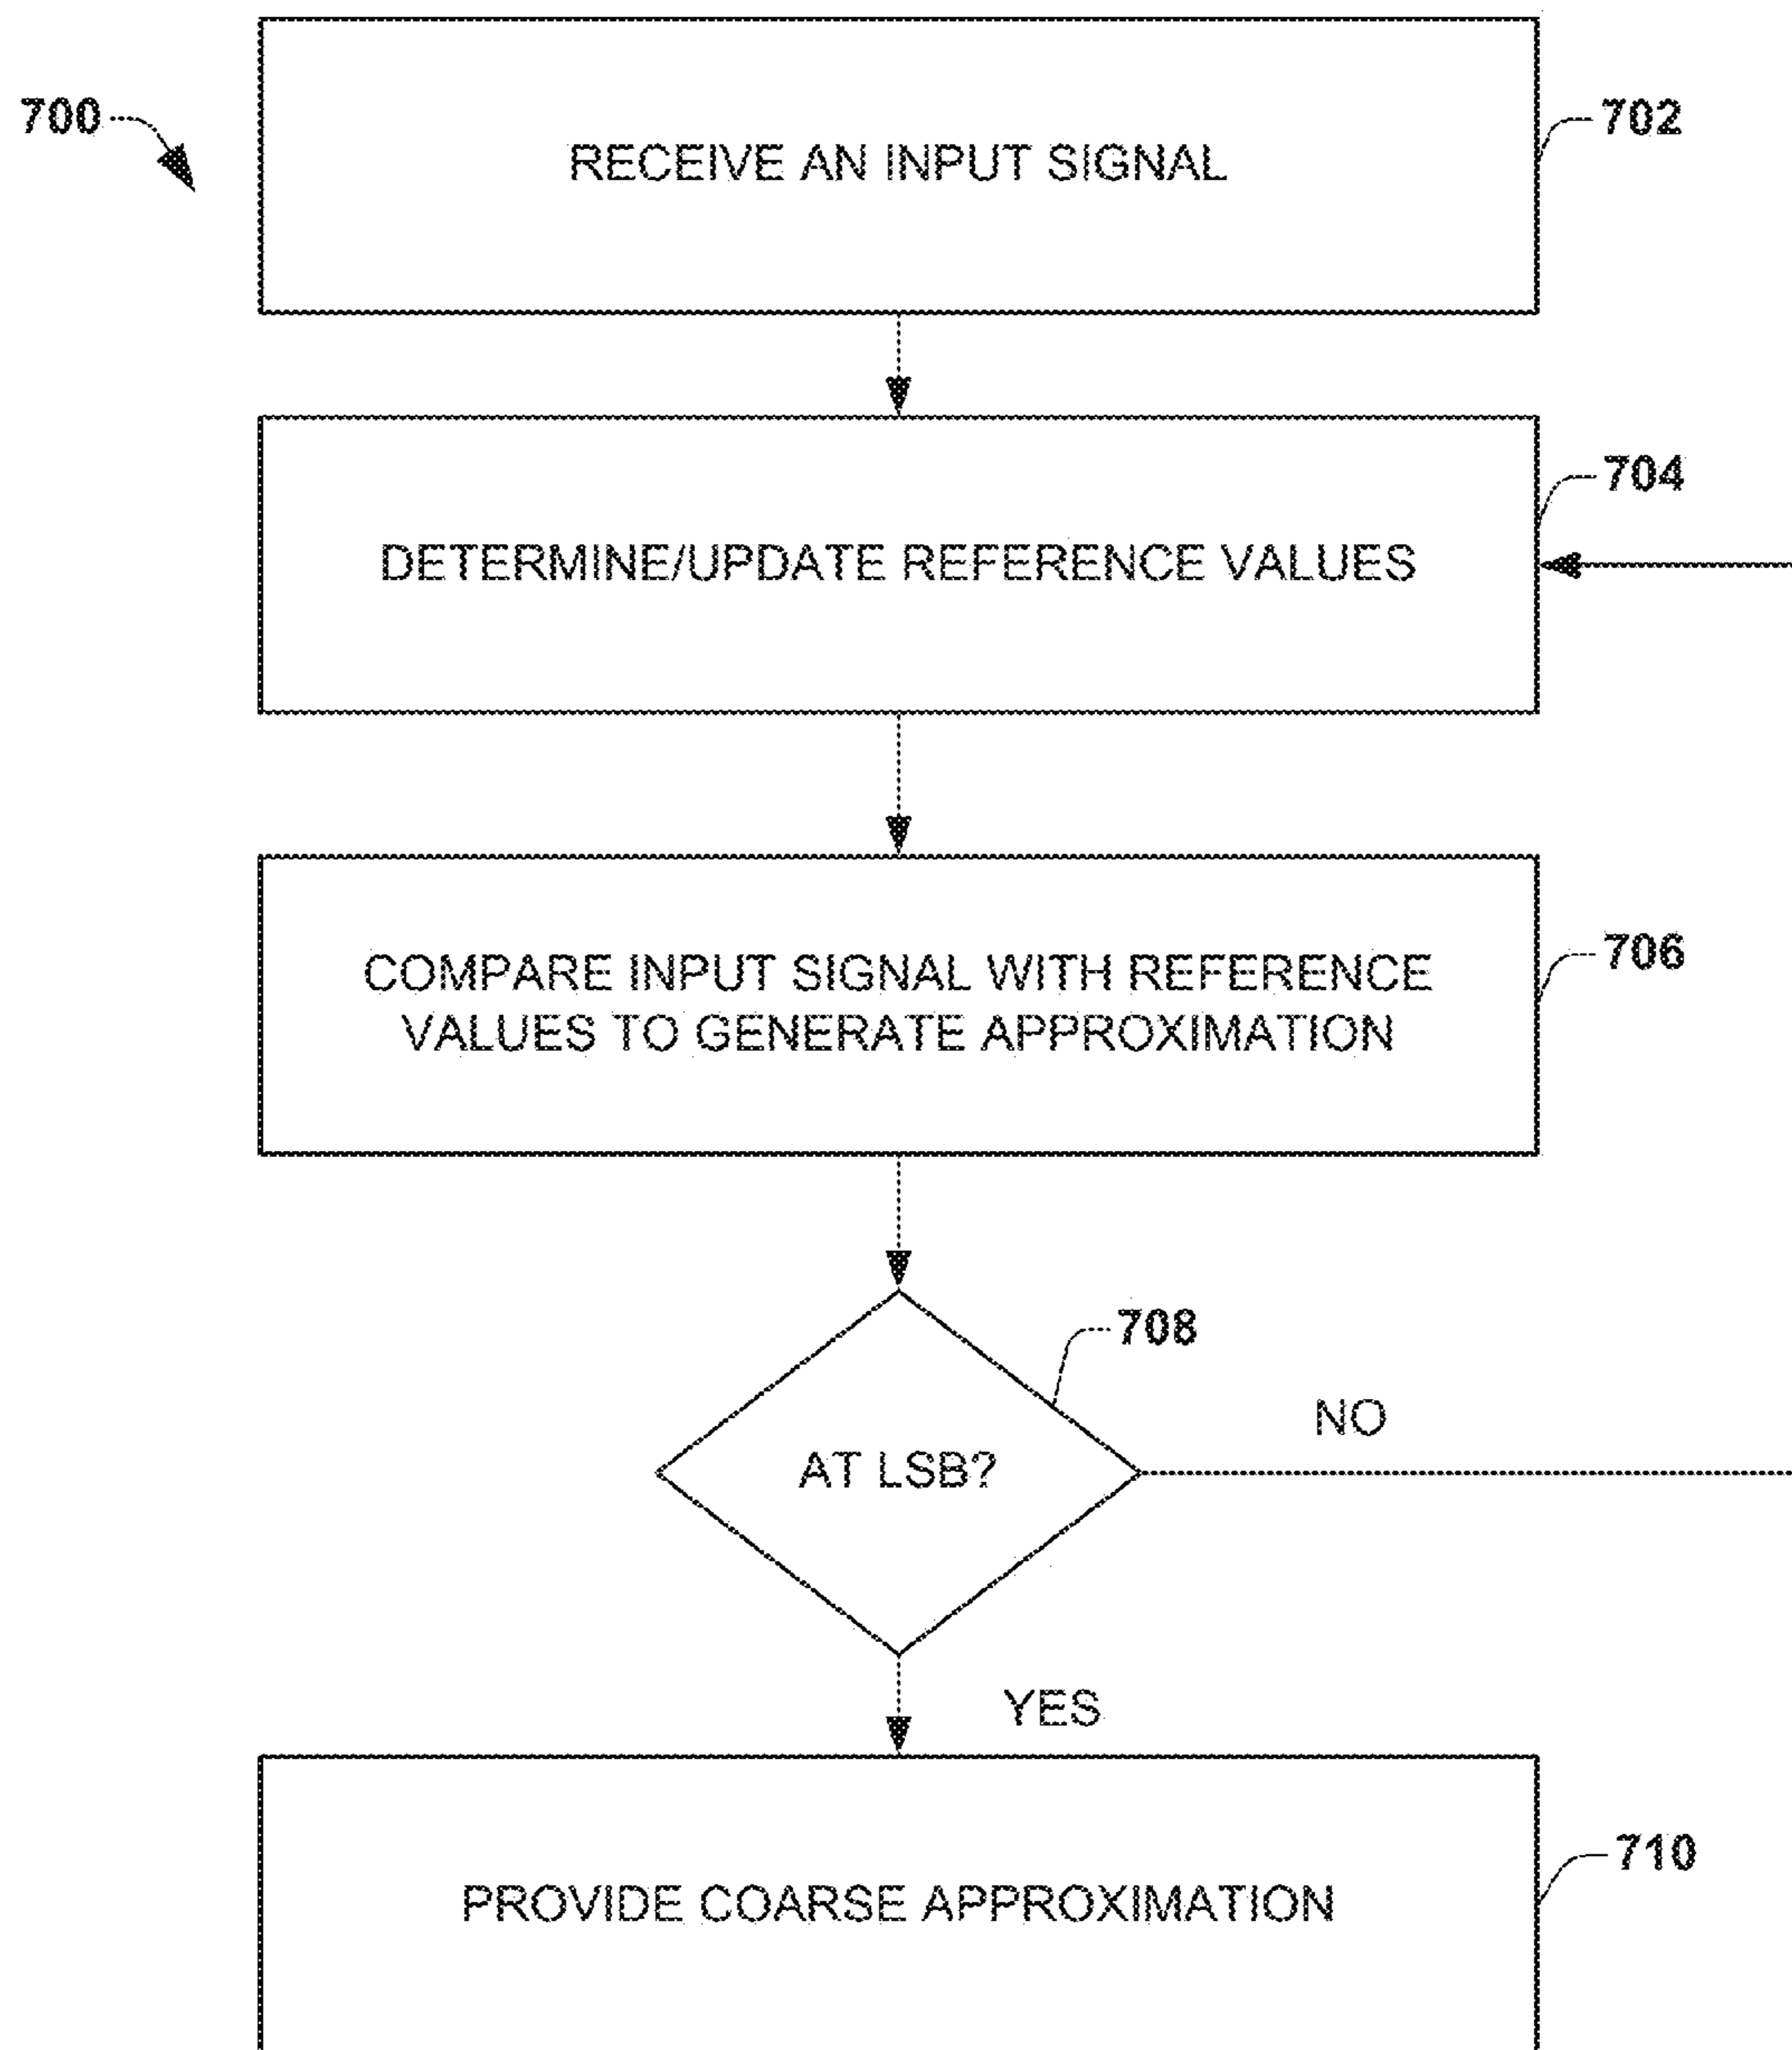 700
702
RECEIVE AN INPUT SIGNAL
704
DETERMINE/UPDATE REFERENCE VALUES
706
COMPARE INPUT SIGNAL WITH REFERENCE
VALUES TO GENERATE APPROXIMATION
708
NO
AT LSB?
YES
710
PROVIDE COARSE APPROXIMATION